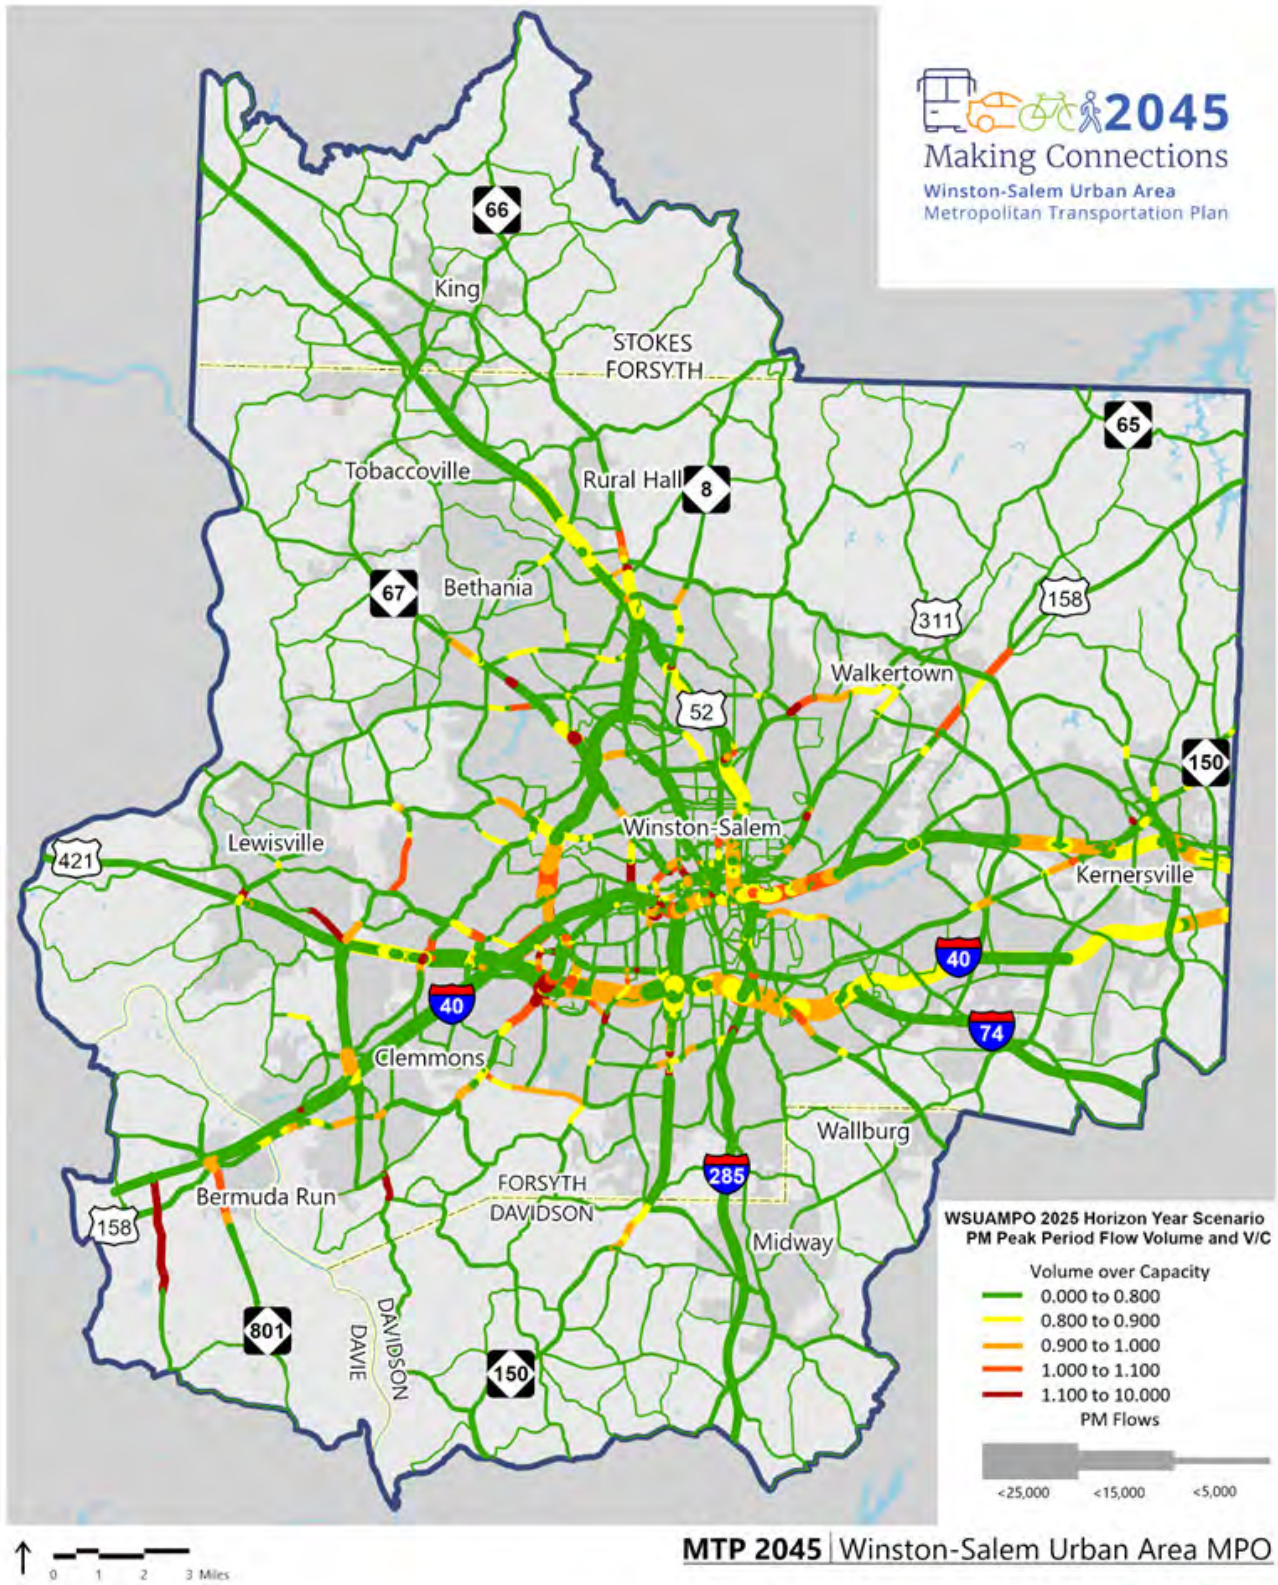 2045
Making Connections
Winston-Salem Urban Area
Metropolitan Transportation Plan
66
King
STOKES
FORSYTH
65
Tobaccoville
Rural Hall
8
67
Bethania
311
158
Walkertown
52
150
Winston-Salem
Lewisville
421
Kernersville
40
40
74
Clemmons
Wallburg
285
FORSYTH
DAVIDSON
Bermuda Run
158
Midway
801
DAVIDSON
DAVIE
150
WSUAMPO 2025 Horizon Year Scenario
PM Peak Period Flow Volume and V/C
Volume over Capacity
0.000 to 0.800
0.800 to 0.900
0.900 to 1.000
1.000 to 1.100
1.100 to 10.000
PM Flows
<25,000 <15,000 <5,000
0 1 2 3 Miles
MTP 2045 | Winston-Salem Urban Area MPO